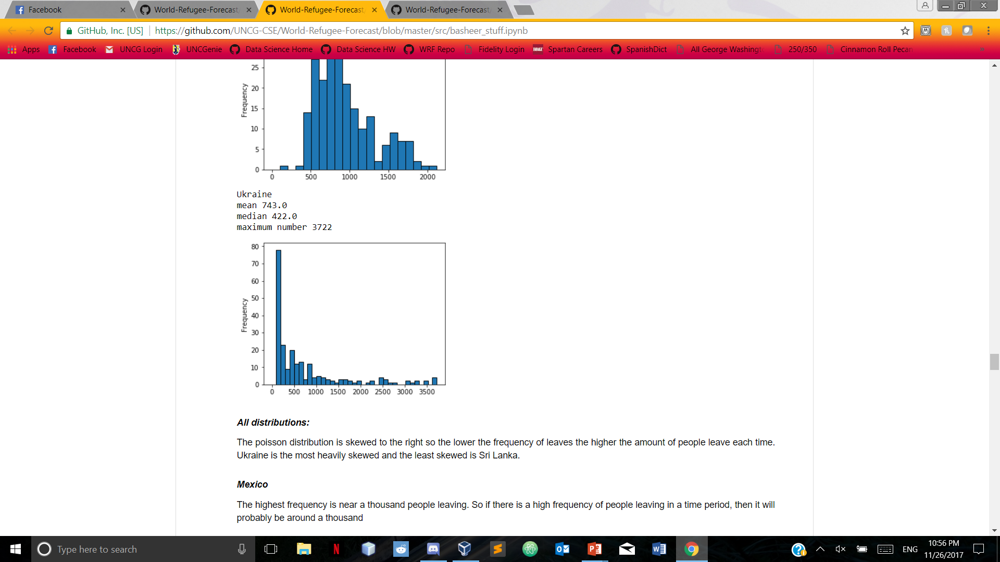 Facebook
World-Refugee-Forecast
World-Refugee-Forecast
World-Refugee-Forecast
GitHub, Inc. [US]
https://github.com/UNCG-CSE/World-Refugee-Forecast/blob/master/src/basheer_stuff.ipynb
Apps
Facebook
UNCG Login
UNCGenie
Data Science Home
Data Science HW
WRF Repo
Fidelity Login
BB&T
Spartan Careers
SpanishDict
All George Washingt
250/350
Cinnamon Roll Pecan
25
20
15
10
5
0
Frequency
0 500 1000 1500 2000
Ukraine
mean 743.0
median 422.0
maximum number 3722
80
70
60
50
40
30
20
10
0
Frequency
0 500 1000 1500 2000 2500 3000 3500
All distributions:
The poisson distribution is skewed to the right so the lower the frequency of leaves the higher the amount of people leave each time.
Ukraine is the most heavily skewed and the least skewed is Sri Lanka.
Mexico
The highest frequency is near a thousand people leaving. So if there is a high frequency of people leaving in a time period, then it will
probably be around a thousand
Type here to search
ENG
10:56 PM
11/26/2017